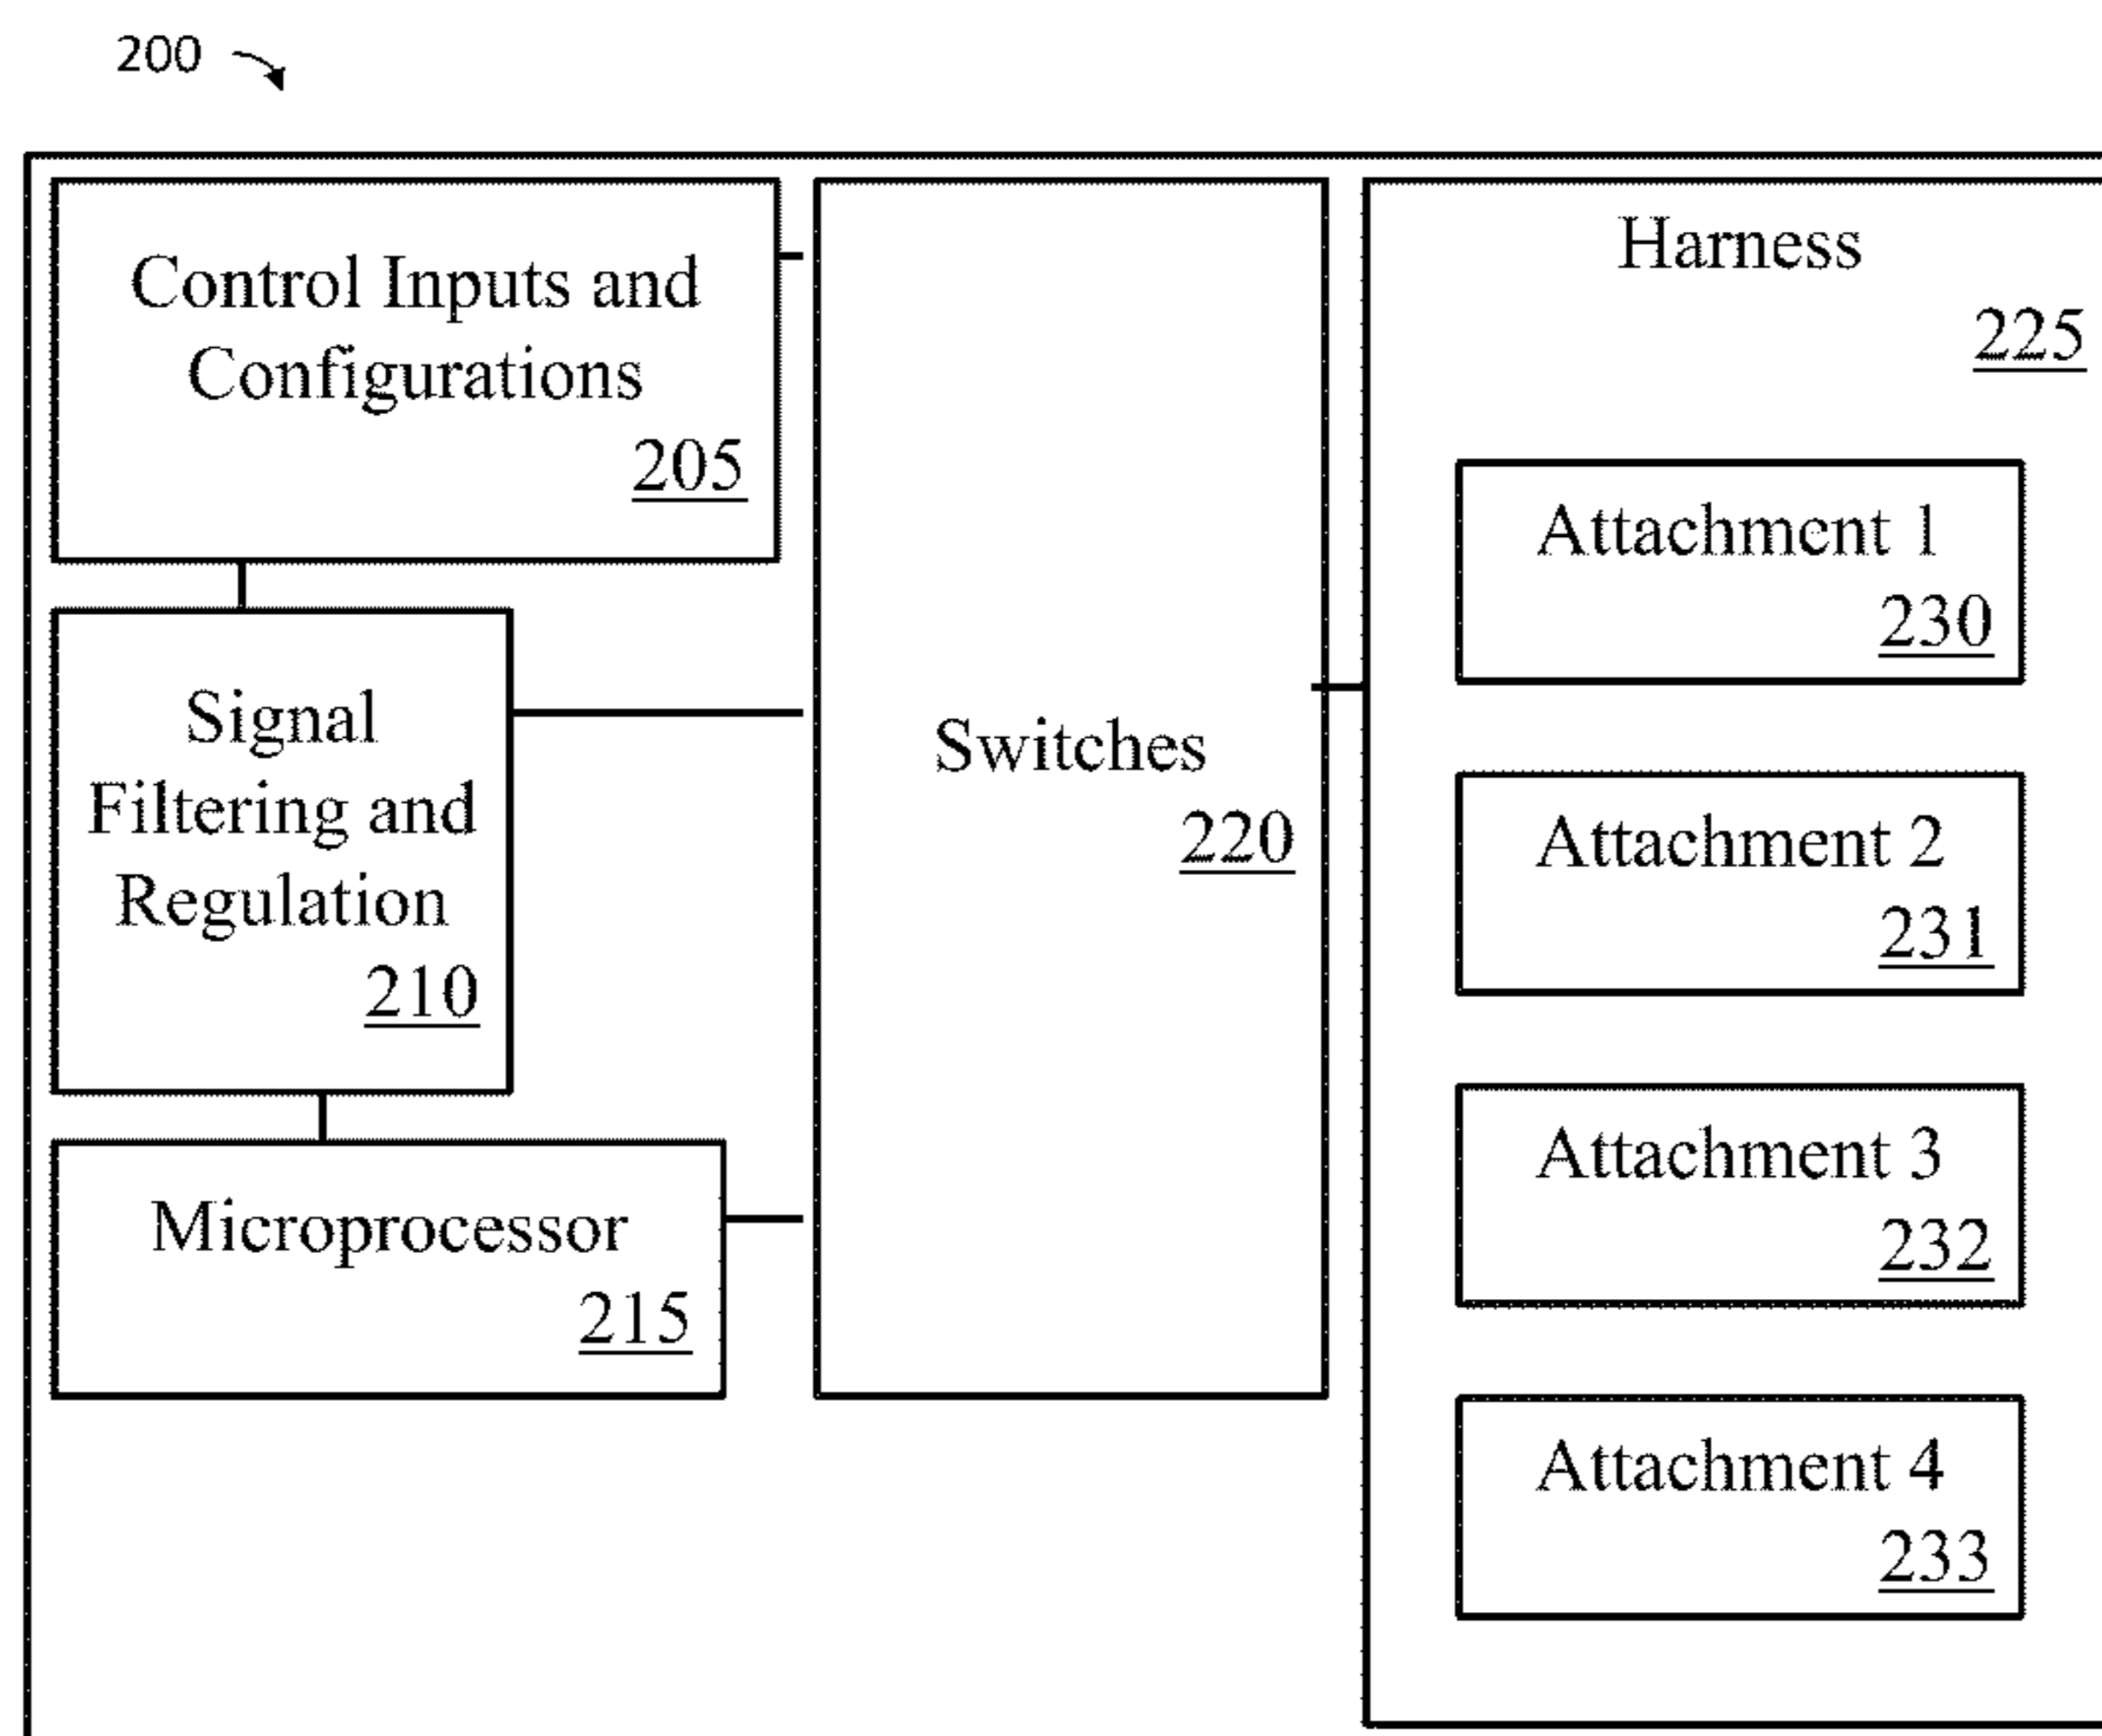 200
Control Inputs and
Configurations
205
Signal
Filtering and
Regulation
210
Microprocessor
215
Switches
220
Harness
225
Attachment 1
230
Attachment 2
231
Attachment 3
232
Attachment 4
233